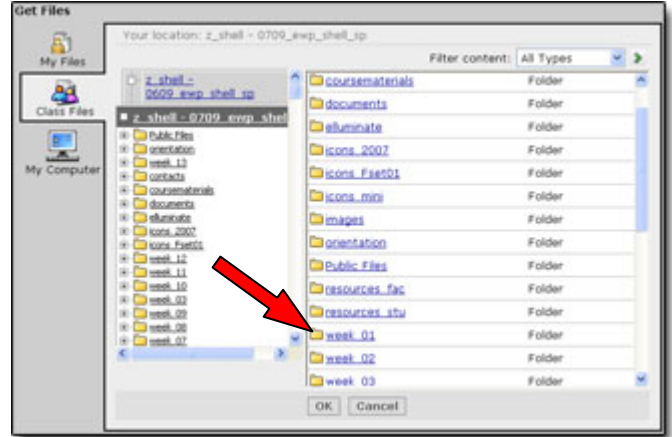 Get Files
My Files
Class Files
My Computer
Your location: z_shell - 0709_ewp_shell_sp
Filter content: All Types
z_shell -
0609_ewp_shell_sp
z_shell - 0709_ewp_shel
Public Files
orientation
week_13
contacts
coursematerials
documents
elluminate
icons_2007
icons_Fset01
week_12
week_11
week_10
week_03
week_09
week_08
week_07
coursematerials Folder
documents Folder
elluminate Folder
icons_2007 Folder
icons_Fset01 Folder
icons_mini Folder
images Folder
orientation Folder
Public Files Folder
resources_fac Folder
resources_stu Folder
week_01 Folder
week_02 Folder
week_03 Folder
OK Cancel